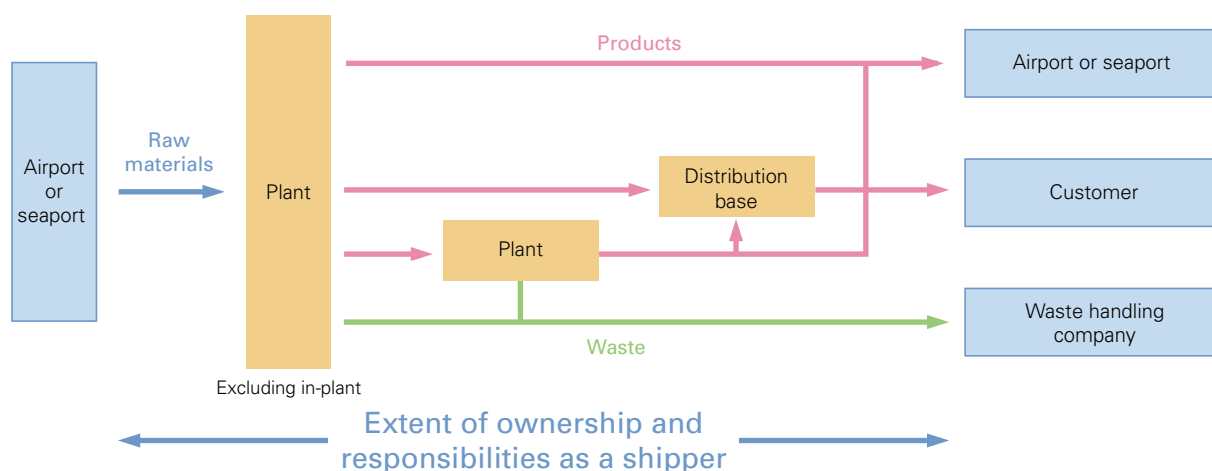 Products
Airport or seaport
Airport
or
seaport
Raw
materials
Plant
Distribution
base
Customer
Plant
Waste handling
company
Waste
Excluding in-plant
Extent of ownership and
responsibilities as a shipper